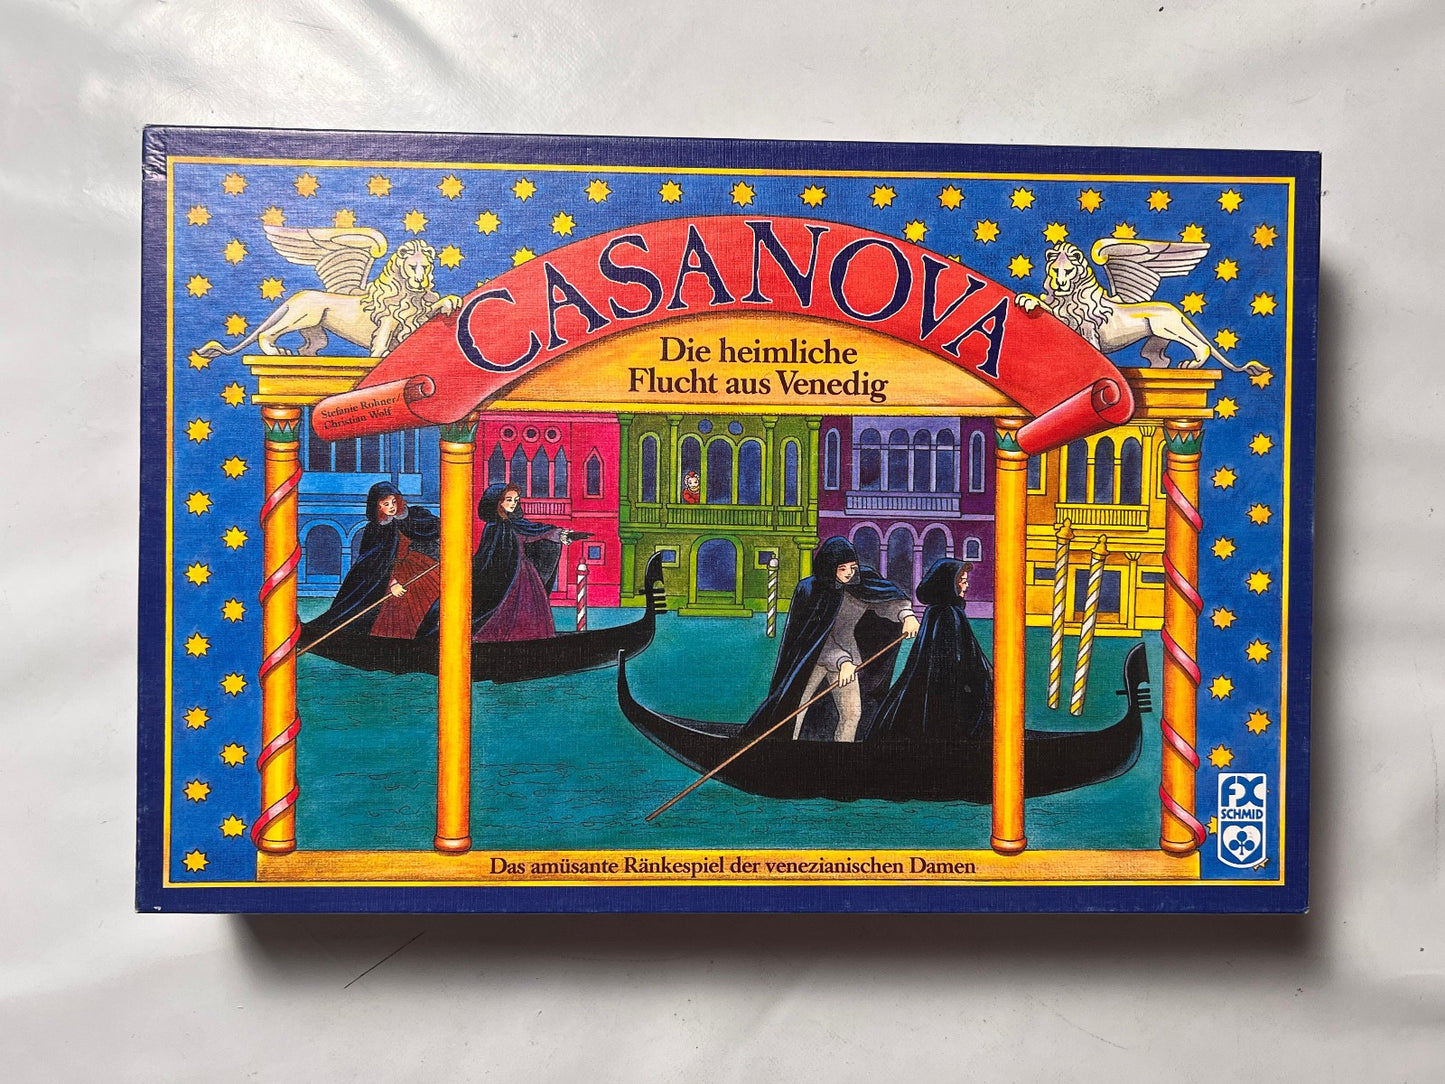 CASANOVA
Die heimliche
Flucht aus Venedig
Stefanie Rohner/
Christian Wolf
Das amüsante Ränkespiel der venezianischen Damen
FX
SCHMID